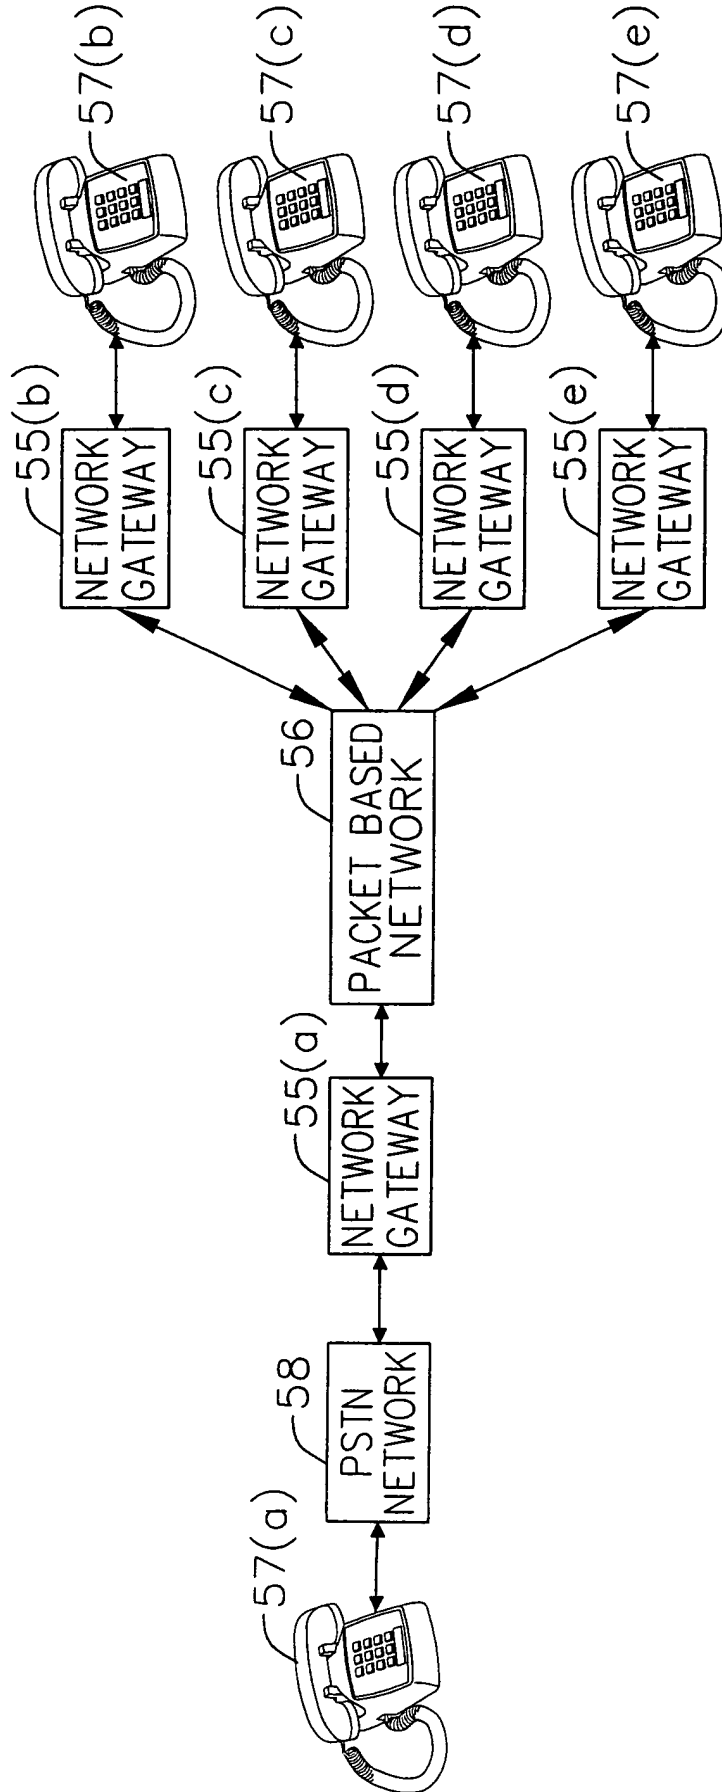 57(a)
58
PSTN
NETWORK
55(a)
NETWORK
GATEWAY
56
PACKET BASED
NETWORK
55(b)
NETWORK
GATEWAY
57(b)
55(c)
NETWORK
GATEWAY
57(c)
55(d)
NETWORK
GATEWAY
57(d)
55(e)
NETWORK
GATEWAY
57(e)